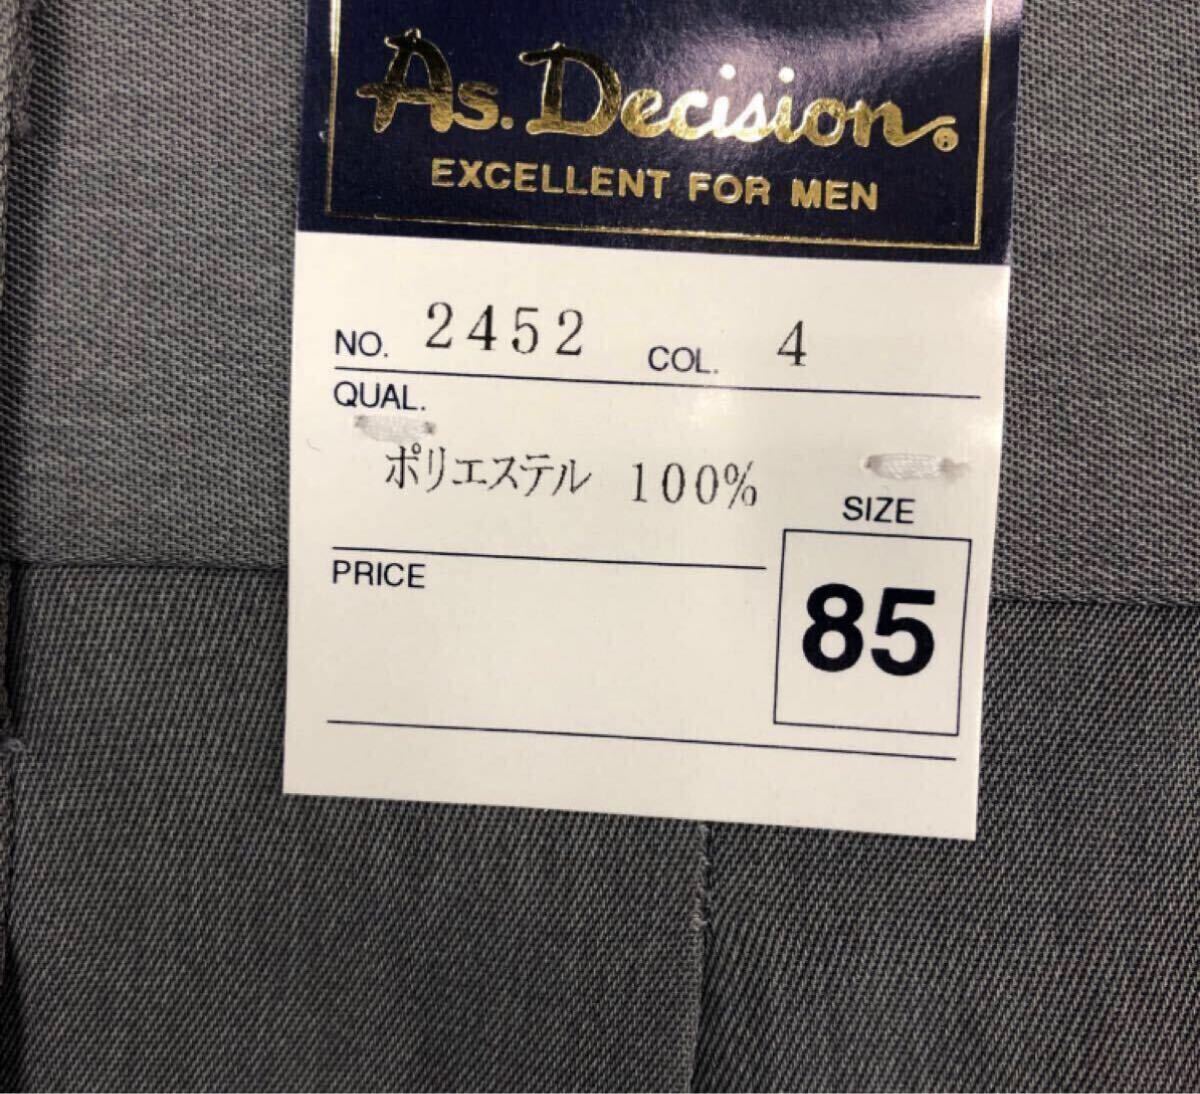 As. Decision®
EXCELLENT FOR MEN
NO. 2452 COL. 4
QUAL.
ポリエステル 100%
SIZE
85
PRICE